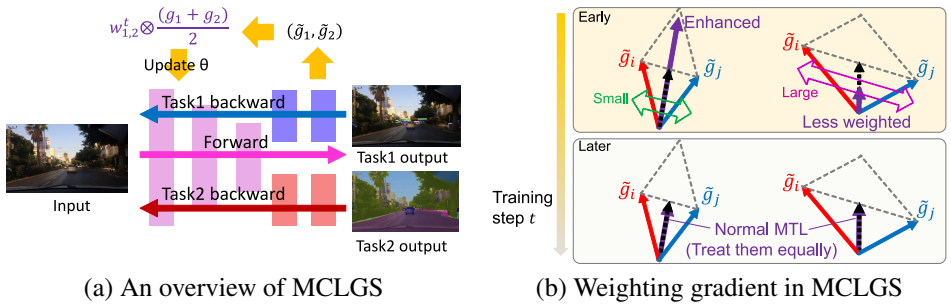 w^t_{1,2} ⊗ (g_1 + g_2) / 2
(g̃_1, g̃_2)
Update θ
Task1 backward
Forward
Task2 backward
Input
Task1 output
Task2 output
(a) An overview of MCLGS
Training
step t
Early
Enhanced
g̃_i
g̃_j
Small
g̃_i
g̃_j
Large
Less weighted
Later
g̃_i
g̃_j
g̃_i
g̃_j
Normal MTL
(Treat them equally)
(b) Weighting gradient in MCLGS